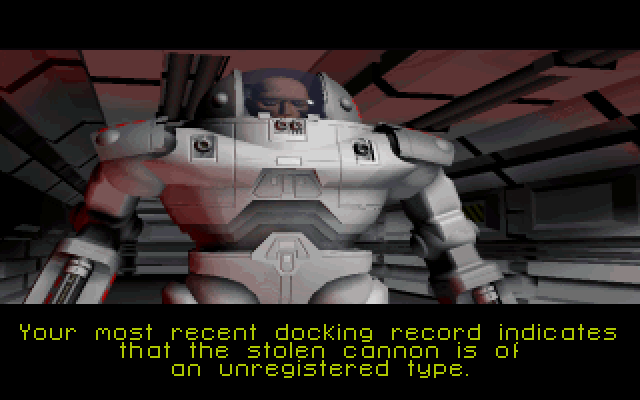 Your most recent docking record indicates
that the stolen cannon is of
an unregistered type.